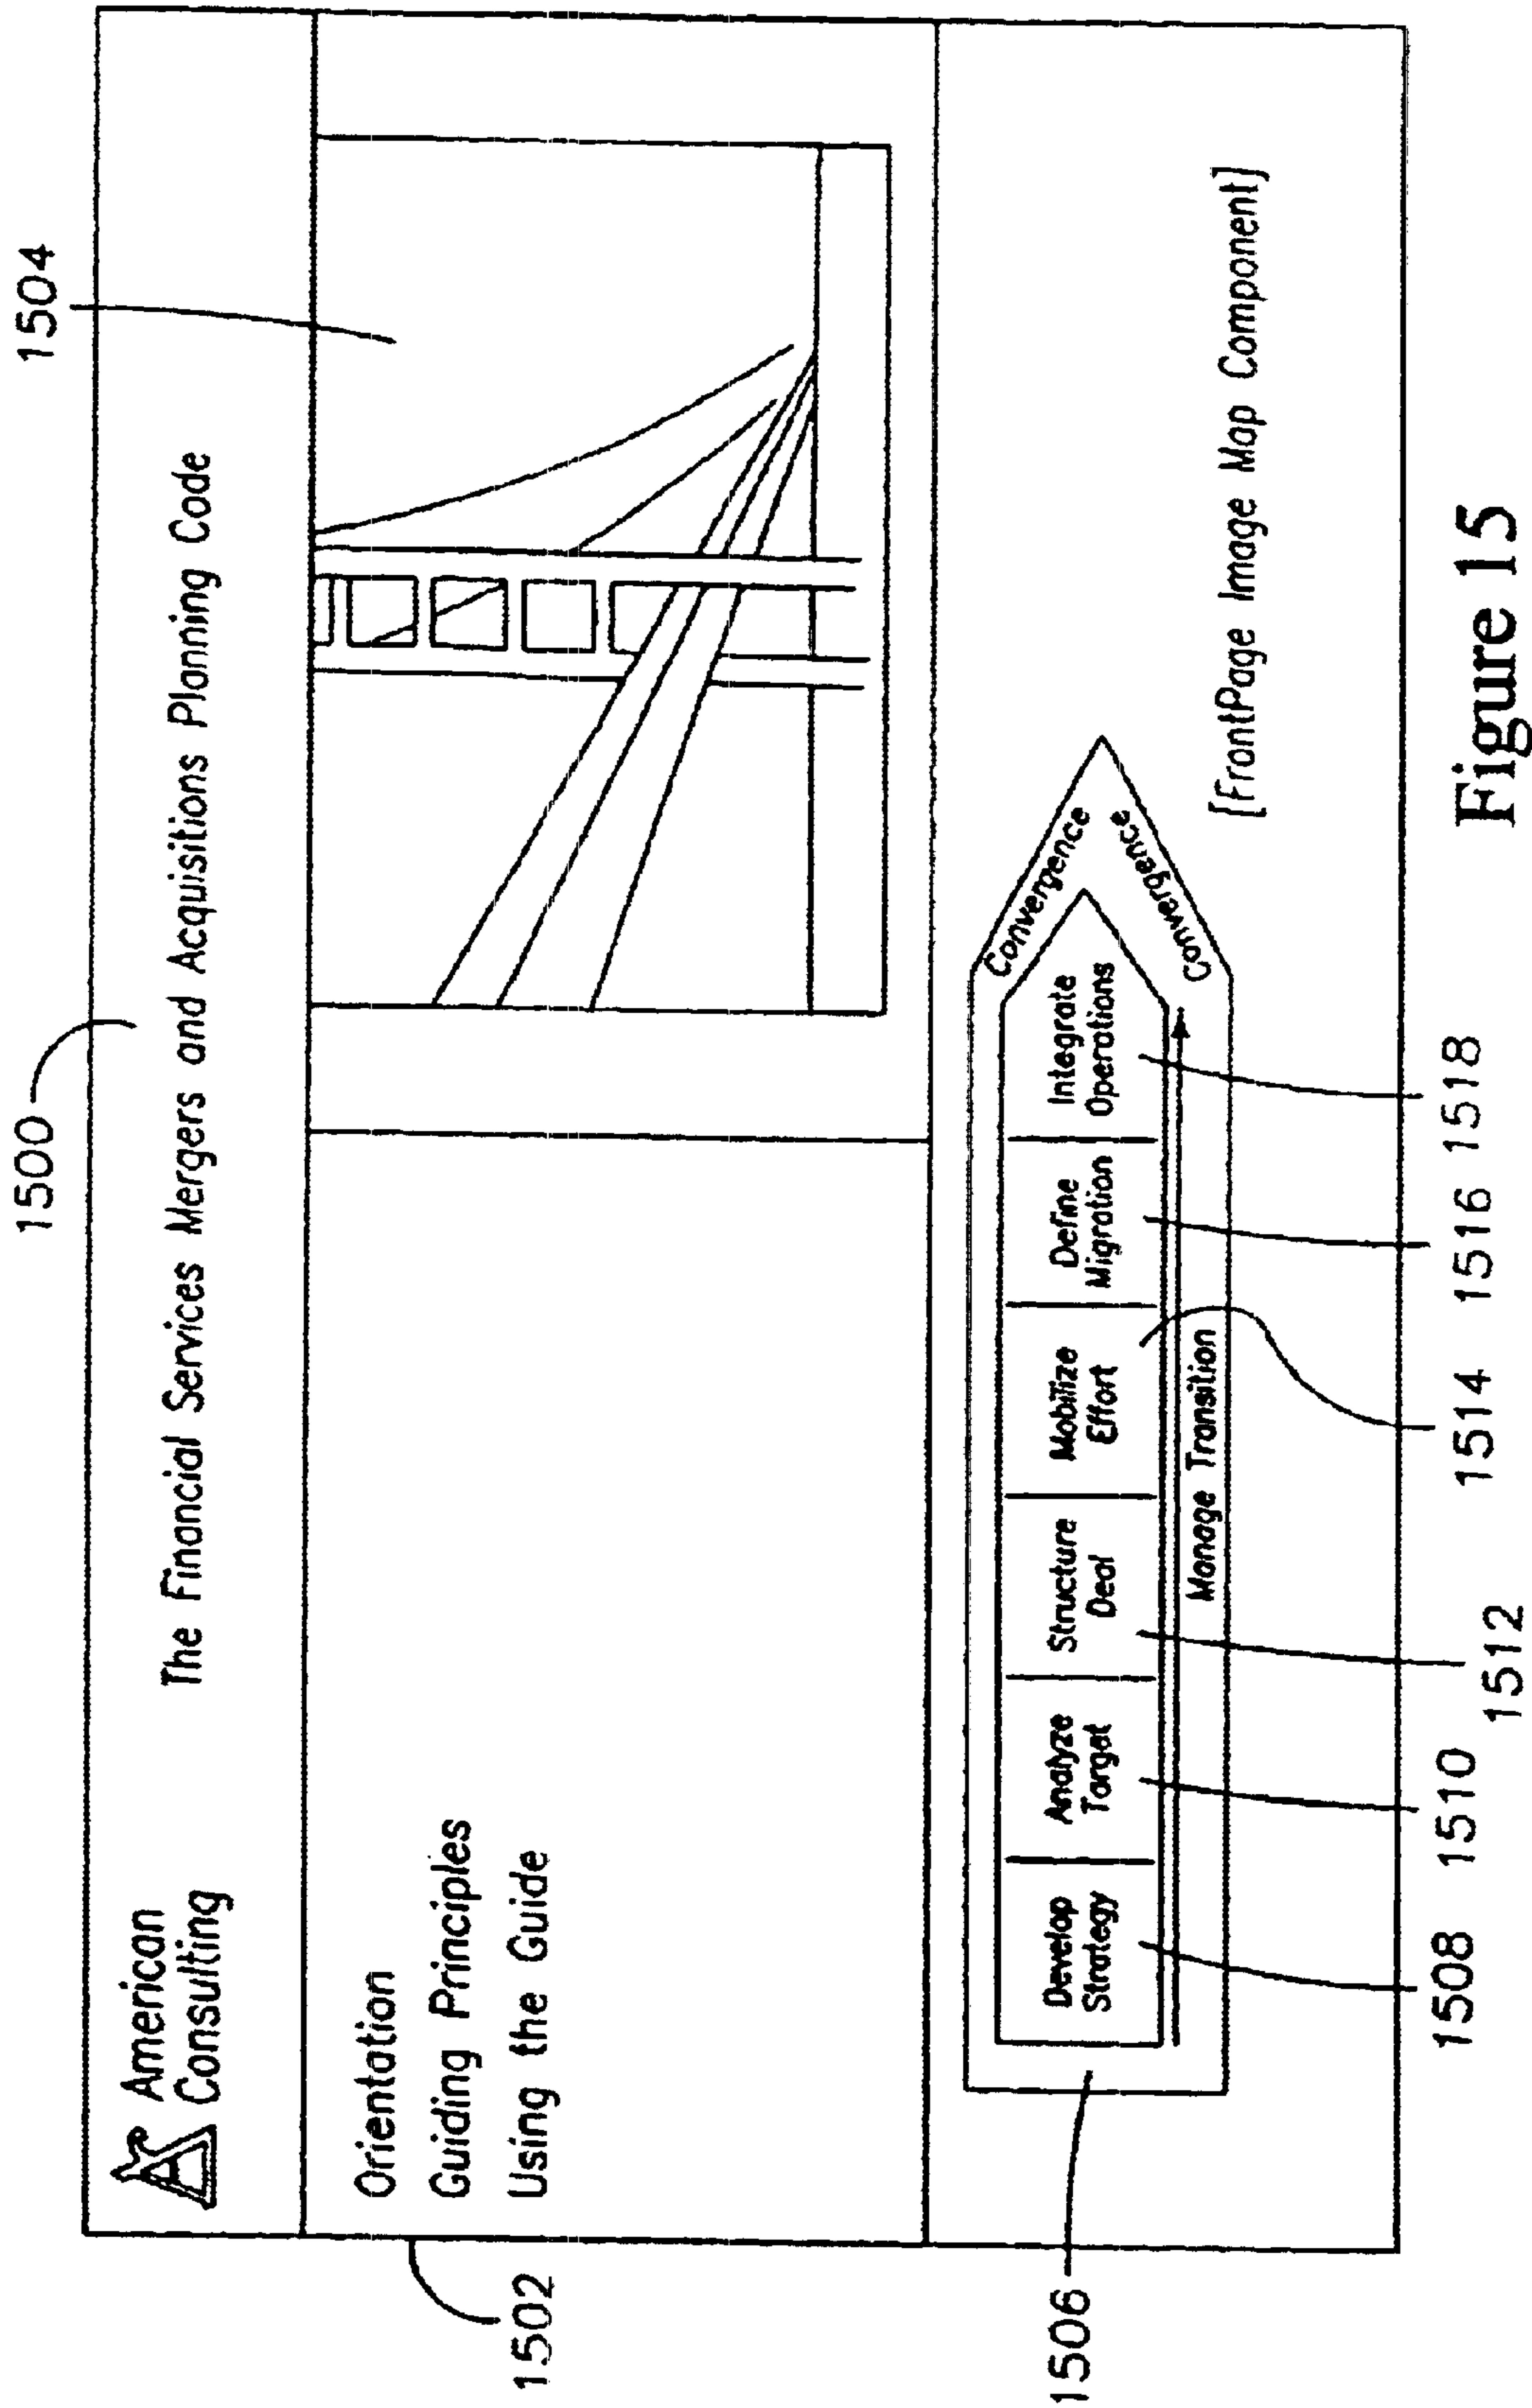 1500
1504
American
Consulting
The Financial Services Mergers and Acquisitions Planning Code
1502
Orientation
Guiding Principles
Using the Guide
1506
Develop
Strategy
Analyze
Target
Structure
Deal
Mobilize
Effort
Define
Migration
Integrate
Operations
Convergence
Convergence
Manage Transition
[FrontPage Image Map Component]
1508
1510
1512
1514
1516
1518
Figure 15